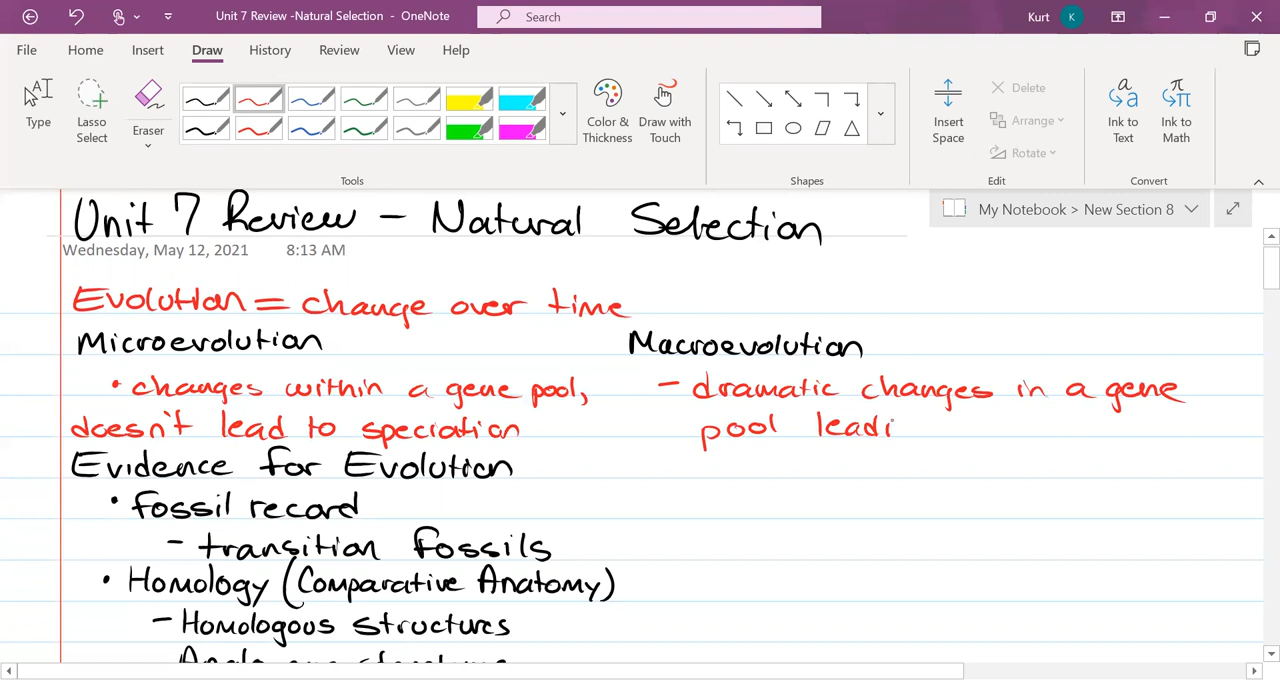 Unit 7 Review -Natural Selection - OneNote
Search
Kurt K
File Home Insert Draw History Review View Help
Type
Lasso Select
Eraser
Color & Thickness
Draw with Touch
Insert Space
Delete
Arrange
Rotate
Ink to Text
Ink to Math
Tools Shapes Edit Convert
My Notebook > New Section 8
Unit 7 Review - Natural Selection
Wednesday, May 12, 2021 8:13 AM
Evolution = change over time
Microevolution Macroevolution
• changes within a gene pool, - dramatic changes in a gene
doesn't lead to speciation pool leadi
Evidence for Evolution
• Fossil record
- transition fossils
• Homology (Comparative Anatomy)
- Homologous structures